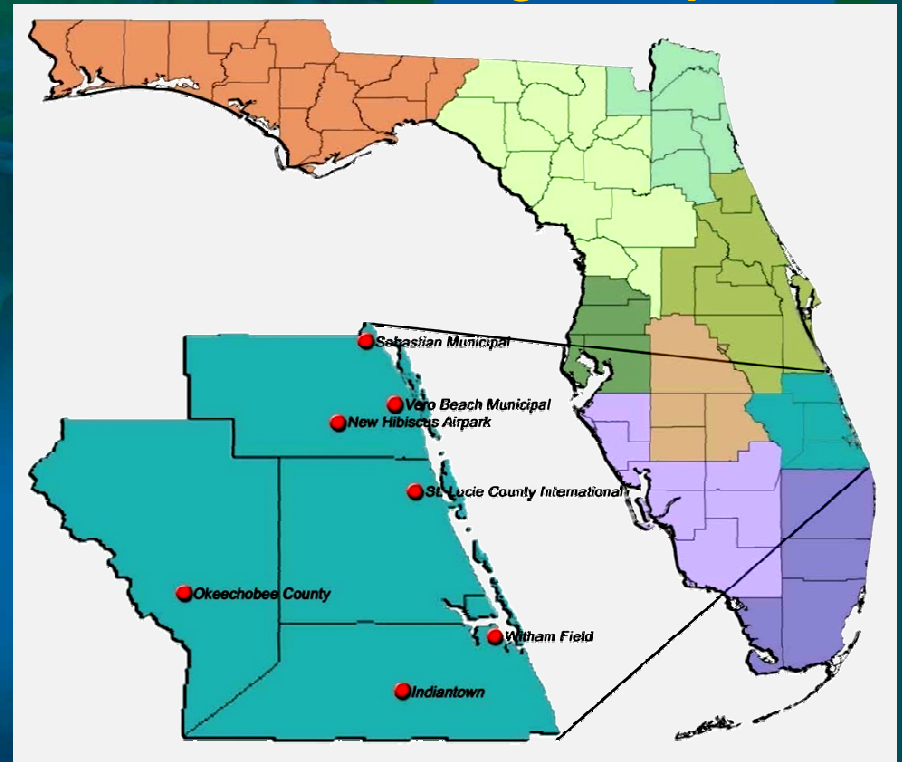 Sebastian Municipal
Vero Beach Municipal
New Hibiscus Airpark
St. Lucie County International
Okeechobee County
Witham Field
Indiantown